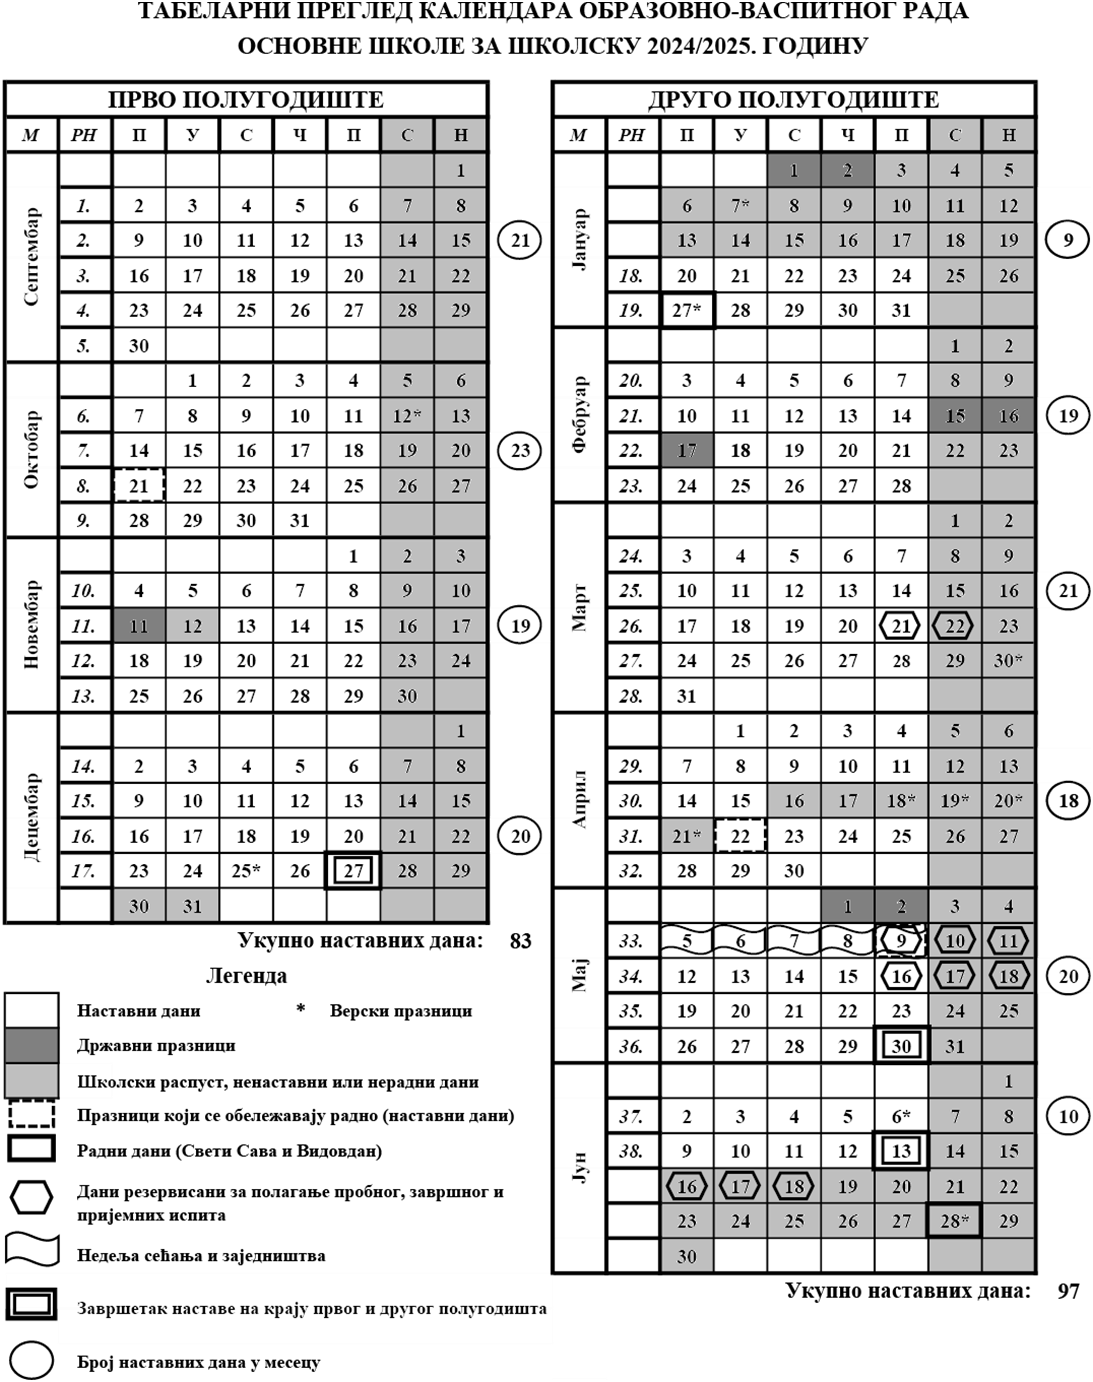 ТАБЕЛАРНИ ПРЕГЛЕД КАЛЕНДАРА ОБРАЗОВНО-ВАСПИТНОГ РАДА
ОСНОВНЕ ШКОЛЕ ЗА ШКОЛСКУ 2024/2025. ГОДИНУ
ПРВО ПОЛУГОДИШТЕ
М РН П У С Ч П С Н
Септембар
1
1. 2 3 4 5 6 7 8
2. 9 10 11 12 13 14 15
21
3. 16 17 18 19 20 21 22
4. 23 24 25 26 27 28 29
5. 30
Октобар
1 2 3 4 5 6
6. 7 8 9 10 11 12* 13
7. 14 15 16 17 18 19 20
23
8. 21 22 23 24 25 26 27
9. 28 29 30 31
Новембар
1 2 3
10. 4 5 6 7 8 9 10
11. 11 12 13 14 15 16 17
19
12. 18 19 20 21 22 23 24
13. 25 26 27 28 29 30
Децембар
1
14. 2 3 4 5 6 7 8
15. 9 10 11 12 13 14 15
16. 16 17 18 19 20 21 22
20
17. 23 24 25* 26 27 28 29
30 31
Укупно наставних дана: 83
Легенда
Наставни дани * Верски празници
Државни празници
Школски распуст, ненаставни или нерадни дани
Празници који се обележавају радно (наставни дани)
Радни дани (Свети Сава и Видовдан)
Дани резервисани за полагање пробног, завршног и
пријемних испита
Недеља сећања и заједништва
Завршетак наставе на крају првог и другог полугодишта
Број наставних дана у месецу
ДРУГО ПОЛУГОДИШТЕ
М РН П У С Ч П С Н
Јануар
1 2 3 4 5
6 7* 8 9 10 11 12
13 14 15 16 17 18 19
9
18. 20 21 22 23 24 25 26
19. 27* 28 29 30 31
Фебруар
1 2
20. 3 4 5 6 7 8 9
21. 10 11 12 13 14 15 16
19
22. 17 18 19 20 21 22 23
23. 24 25 26 27 28
Март
1 2
24. 3 4 5 6 7 8 9
25. 10 11 12 13 14 15 16
21
26. 17 18 19 20 21 22 23
27. 24 25 26 27 28 29 30*
28. 31
Април
1 2 3 4 5 6
29. 7 8 9 10 11 12 13
30. 14 15 16 17 18* 19* 20*
18
31. 21* 22 23 24 25 26 27
32. 28 29 30
Мај
1 2 3 4
33. 5 6 7 8 9 10 11
34. 12 13 14 15 16 17 18
20
35. 19 20 21 22 23 24 25
36. 26 27 28 29 30 31
Јун
1
37. 2 3 4 5 6* 7 8
10
38. 9 10 11 12 13 14 15
16 17 18 19 20 21 22
23 24 25 26 27 28* 29
30
Укупно наставних дана: 97